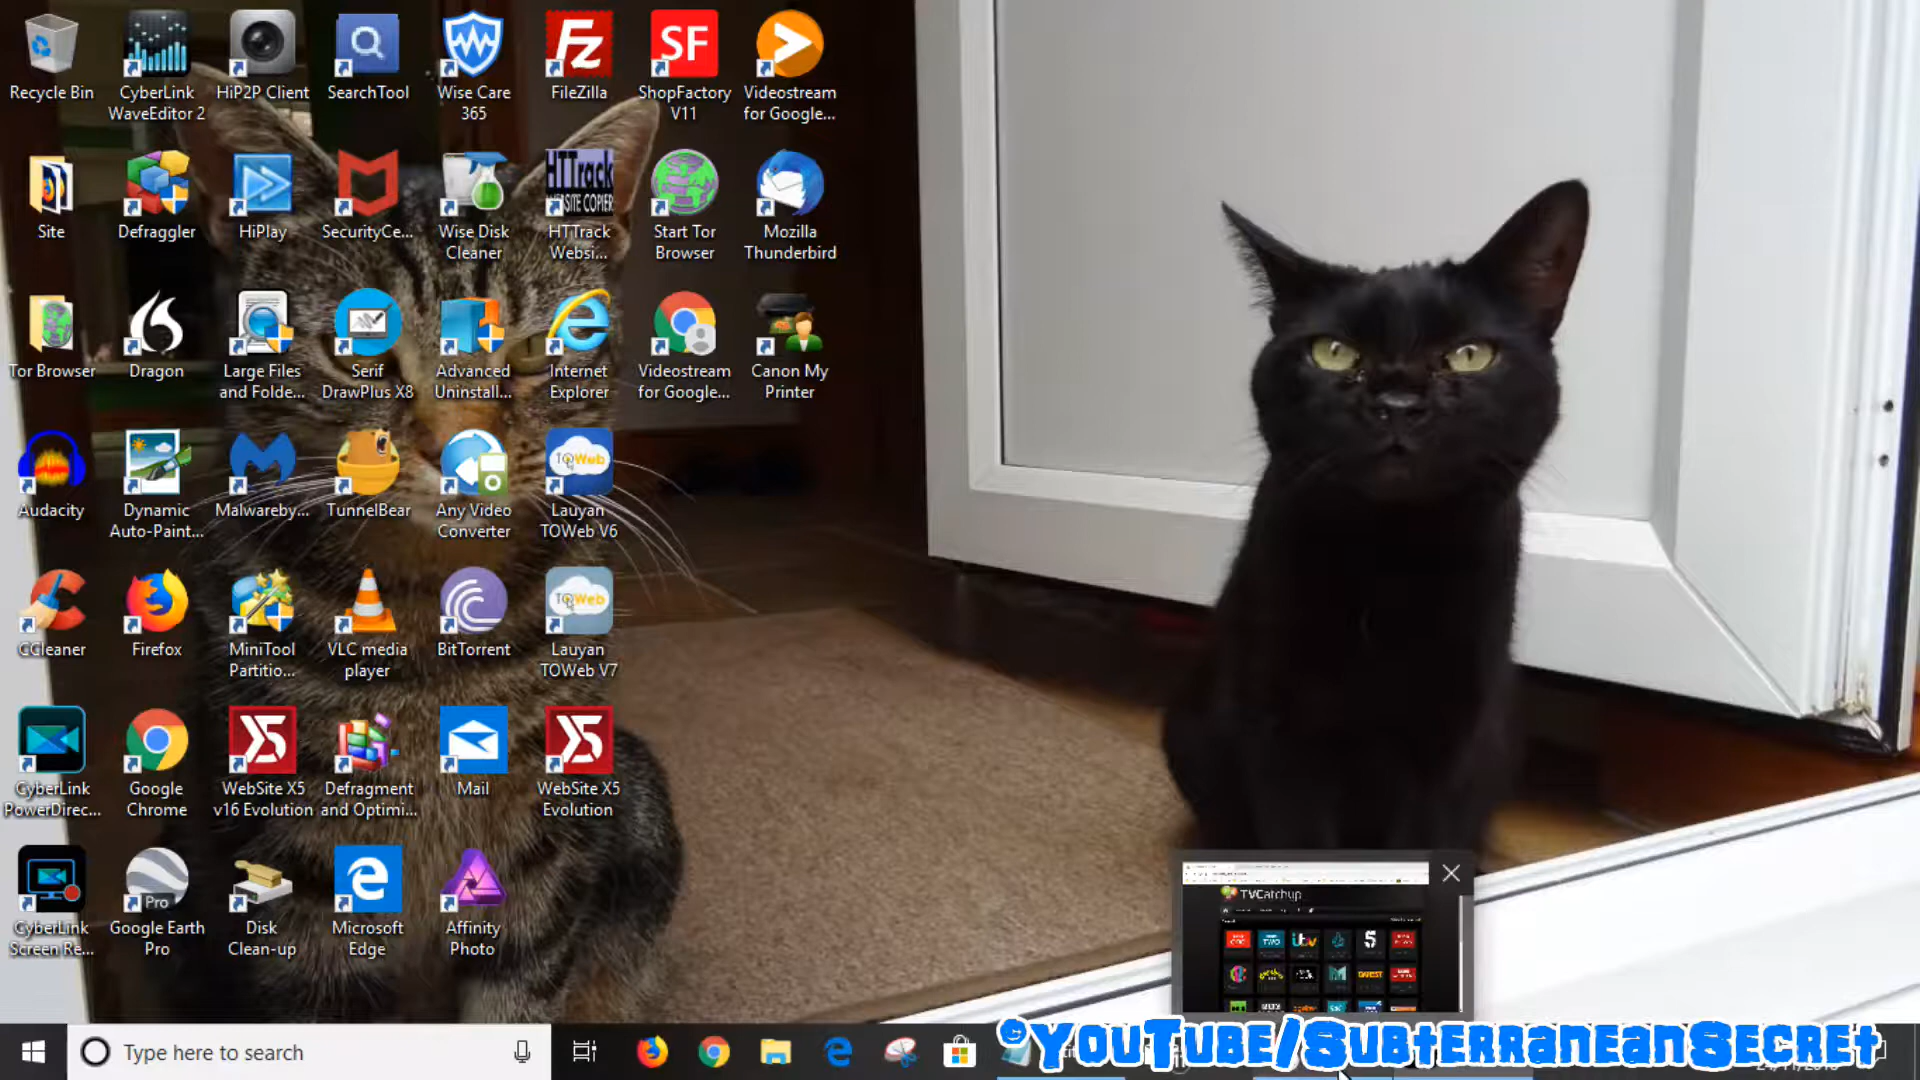 Recycle Bin
CyberLink WaveEditor 2
HiP2P Client
SearchTool
Wise Care 365
FileZilla
ShopFactory V11
Videostream for Google...
Site
Defraggler
HiPlay
SecurityCe...
Wise Disk Cleaner
HTTrack Websi...
Start Tor Browser
Mozilla Thunderbird
Tor Browser
Dragon
Large Files and Folde...
Serif DrawPlus X8
Advanced Uninstall...
Internet Explorer
Videostream for Google...
Canon My Printer
Audacity
Dynamic Auto-Paint...
Malwareby...
TunnelBear
Any Video Converter
Lauyan TOWeb V6
CCleaner
Firefox
MiniTool Partitio...
VLC media player
BitTorrent
Lauyan TOWeb V7
CyberLink PowerDirec...
Google Chrome
WebSite X5 v16 Evolution
Defragment and Optimi...
Mail
WebSite X5 Evolution
CyberLink Screen Re...
Google Earth Pro
Disk Clean-up
Microsoft Edge
Affinity Photo
TVCatchup
Type here to search
©YouTube/SubterraneanSecret